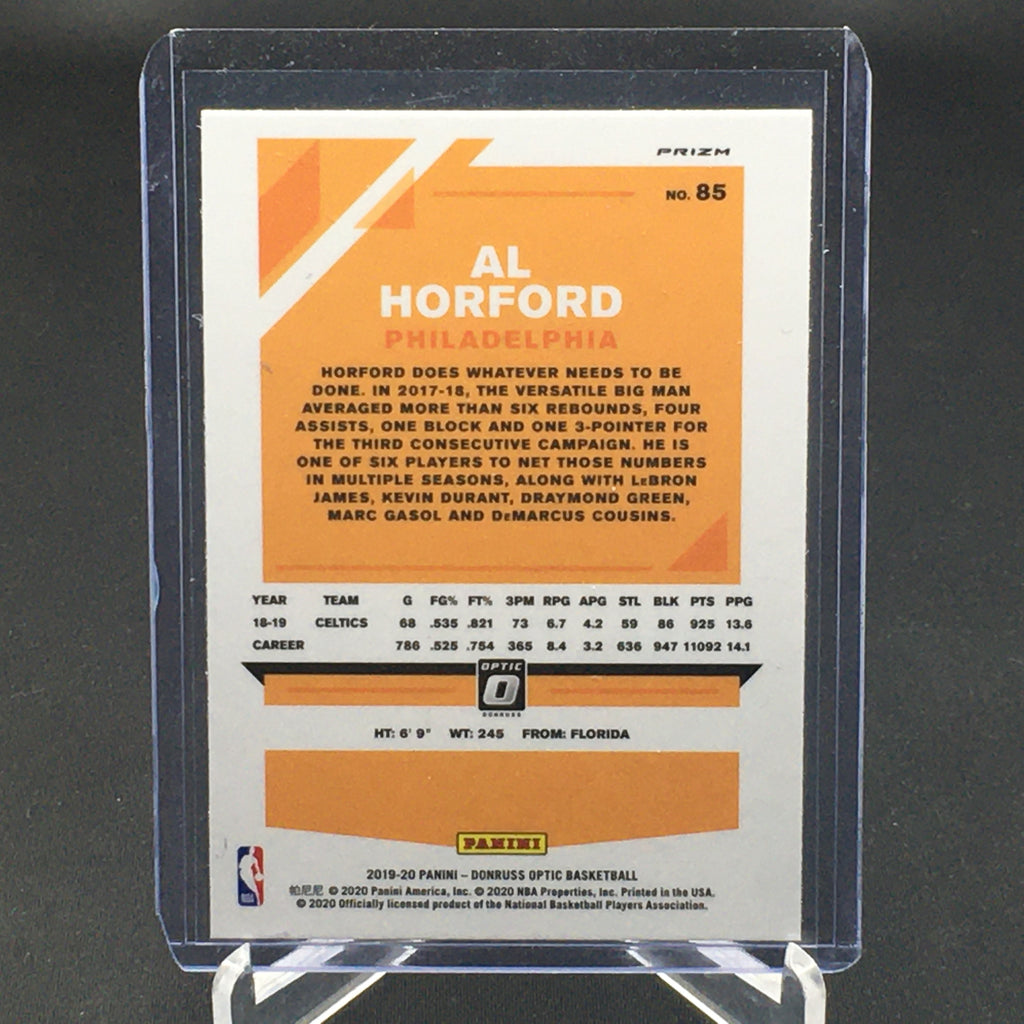 PRIZM
NO. 85
AL
HORFORD
PHILADELPHIA
HORFORD DOES WHATEVER NEEDS TO BE
DONE. IN 2017-18, THE VERSATILE BIG MAN
AVERAGED MORE THAN SIX REBOUNDS, FOUR
ASSISTS, ONE BLOCK AND ONE 3-POINTER FOR
THE THIRD CONSECUTIVE CAMPAIGN. HE IS
ONE OF SIX PLAYERS TO NET THOSE NUMBERS
IN MULTIPLE SEASONS, ALONG WITH LeBRON
JAMES, KEVIN DURANT, DRAYMOND GREEN,
MARC GASOL AND DeMARCUS COUSINS.
YEAR TEAM G FG% FT% 3PM RPG APG STL BLK PTS PPG
18-19 CELTICS 68 .535 .821 73 6.7 4.2 59 86 925 13.6
CAREER 786 .525 .754 365 8.4 3.2 636 947 11092 14.1
OPTIC
O
DONRUSS
HT: 6' 9" WT: 245 FROM: FLORIDA
PANINI
NBA
2019-20 PANINI – DONRUSS OPTIC BASKETBALL
帕尼尼 © 2020 Panini America, Inc. © 2020 NBA Properties, Inc. Printed in the USA.
© 2020 Officially licensed product of the National Basketball Players Association.